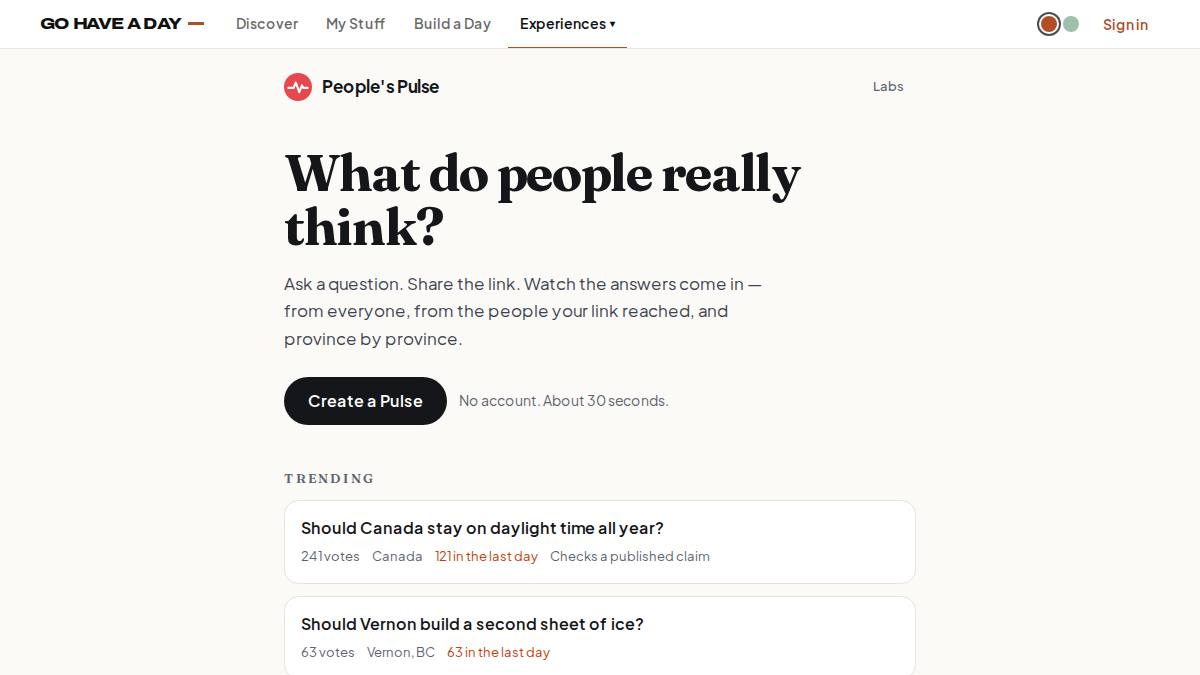 GO HAVE A DAY
Discover
My Stuff
Build a Day
Experiences ▾
Sign in
People's Pulse
Labs
What do people really
think?
Ask a question. Share the link. Watch the answers come in —
from everyone, from the people your link reached, and
province by province.
Create a Pulse
No account. About 30 seconds.
TRENDING
Should Canada stay on daylight time all year?
241 votes Canada 121 in the last day Checks a published claim
Should Vernon build a second sheet of ice?
63 votes Vernon, BC 63 in the last day